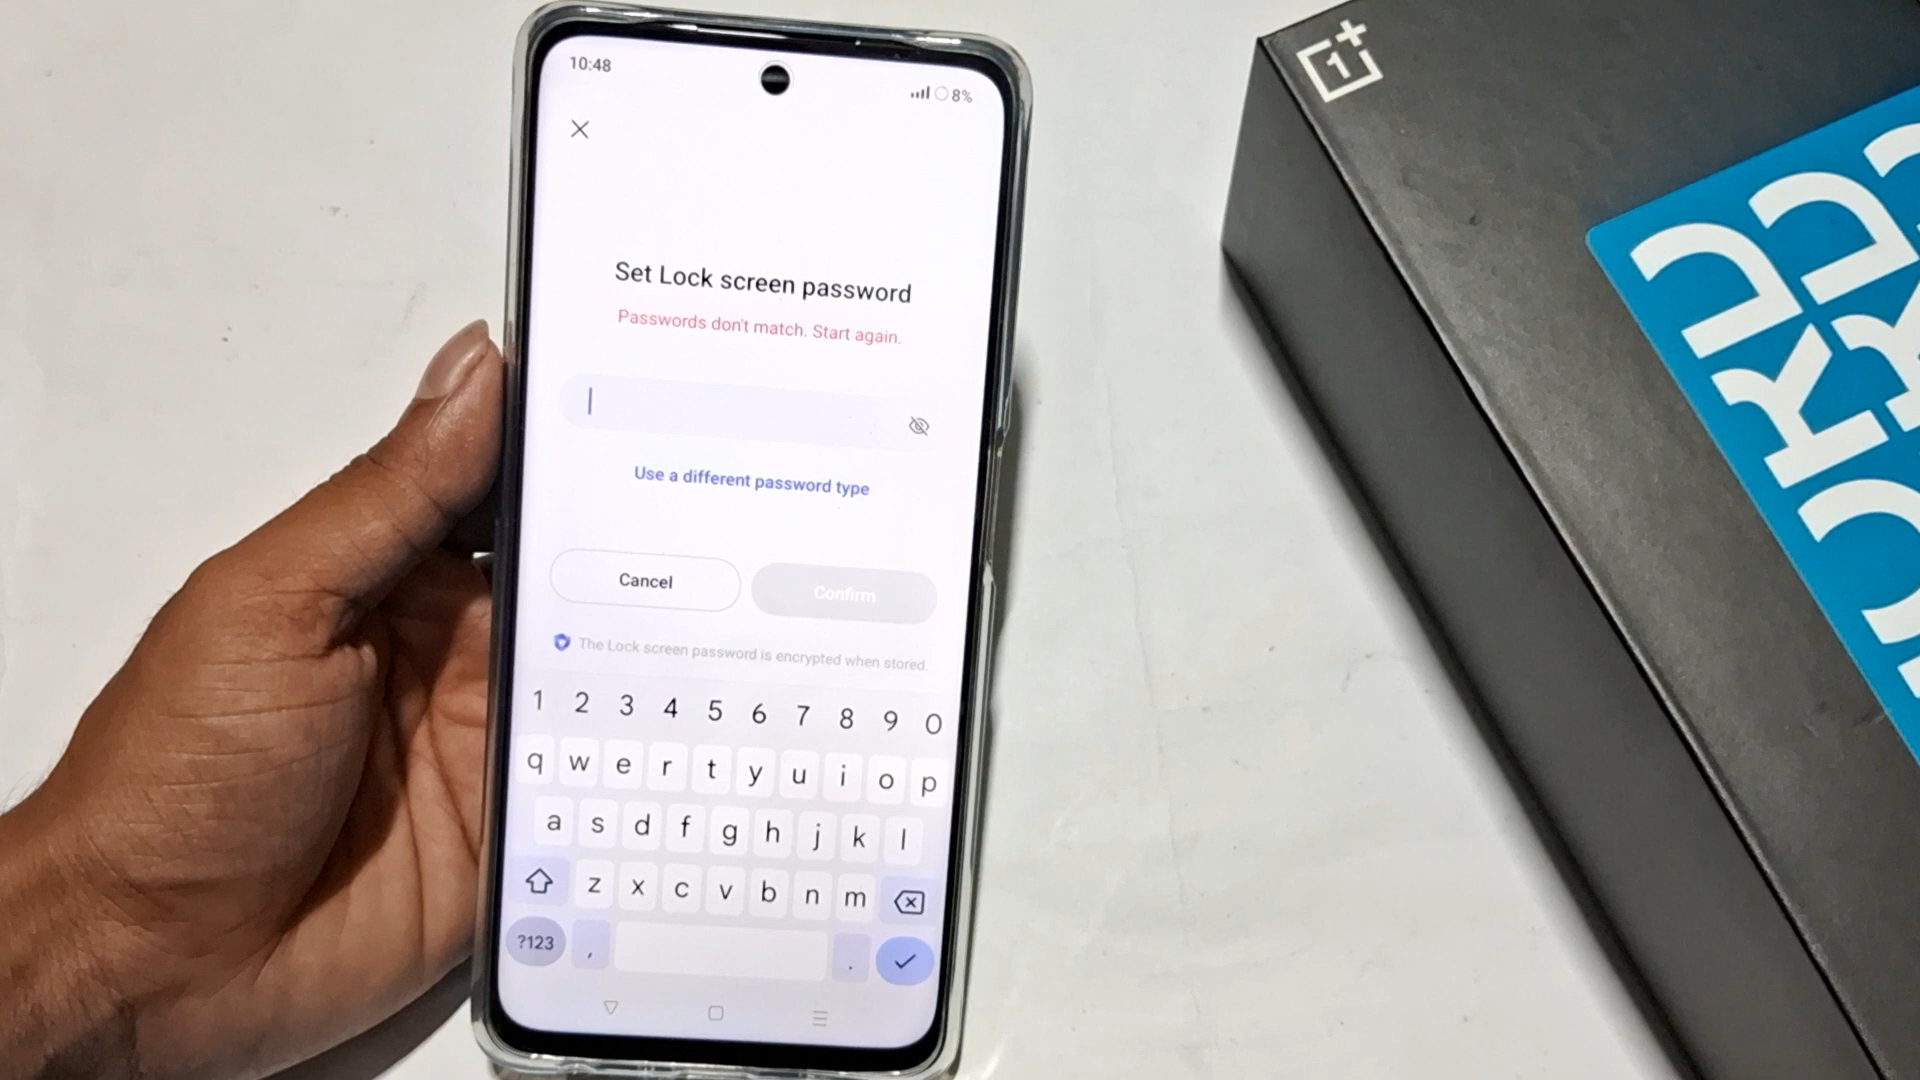 10:48
8%
Set Lock screen password
Passwords don't match. Start again.
Use a different password type
Cancel
Confirm
The Lock screen password is encrypted when stored.
1 2 3 4 5 6 7 8 9 0
q w e r t y u i o p
a s d f g h j k l
z x c v b n m
?123 , .
1+